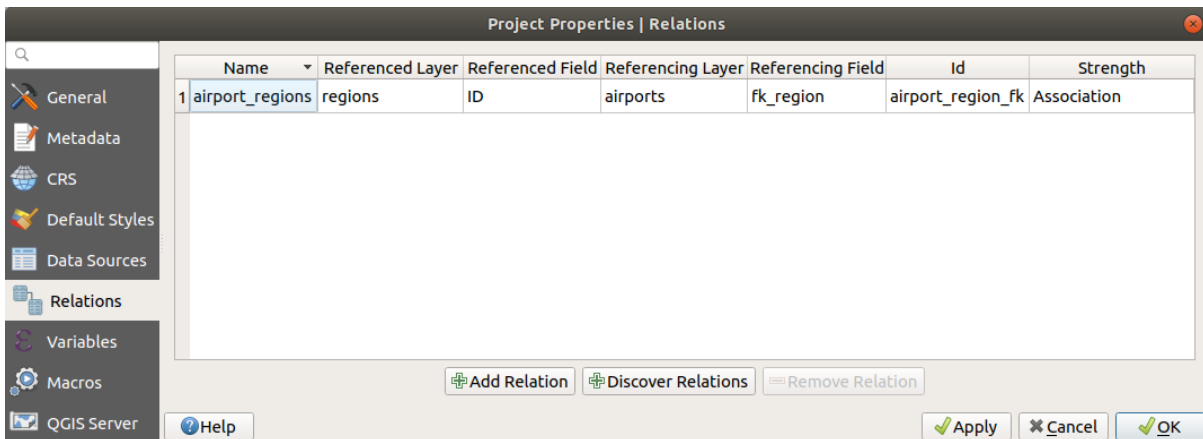 Project Properties | Relations
General
Metadata
CRS
Default Styles
Data Sources
Relations
Variables
Macros
QGIS Server
Name Referenced Layer Referenced Field Referencing Layer Referencing Field Id Strength
1 airport_regions regions ID airports fk_region airport_region_fk Association
Add Relation Discover Relations Remove Relation
Help Apply Cancel OK